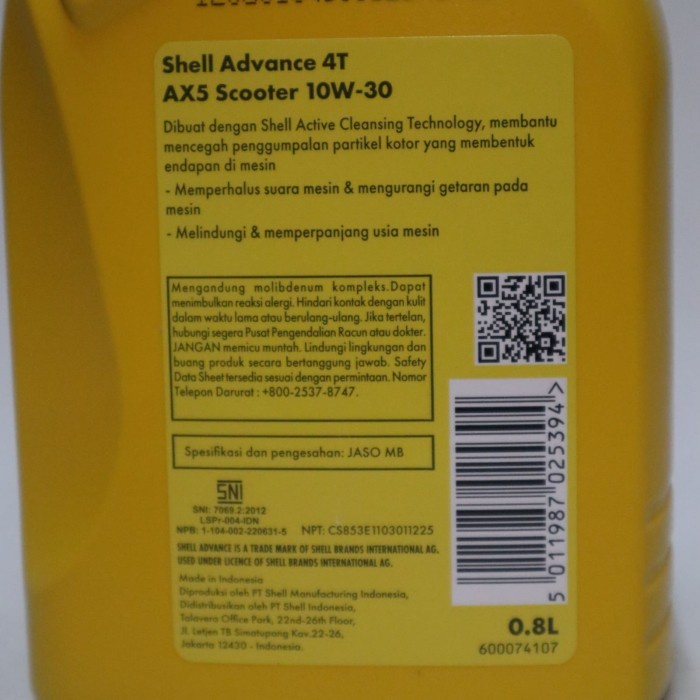 Shell Advance 4T
AX5 Scooter 10W-30
Dibuat dengan Shell Active Cleansing Technology, membantu
mencegah penggumpalan partikel kotor yang membentuk
endapan di mesin
- Memperhalus suara mesin & mengurangi getaran pada
mesin
- Melindungi & memperpanjang usia mesin
Mengandung molibdenum kompleks.Dapat
menimbulkan reaksi alergi. Hindari kontak dengan kulit
dalam waktu lama atau berulang-ulang. Jika tertelan,
hubungi segera Pusat Pengendalian Racun atau dokter.
JANGAN memicu muntah. Lindungi lingkungan dan
buang produk secara bertanggung jawab. Safety
Data Sheet tersedia sesuai dengan permintaan. Nomor
Telepon Darurat : +800-2537-8747.
Spesifikasi dan pengesahan: JASO MB
SNI
SNI: 7069.2:2012
LSPr-004-IDN
NPB: 1-104-002-220631-5 NPT: CS853E1103011225
SHELL ADVANCE IS A TRADE MARK OF SHELL BRANDS INTERNATIONAL AG.
USED UNDER LICENCE OF SHELL BRANDS INTERNATIONAL AG.
Made in Indonesia
Diproduksi oleh PT Shell Manufacturing Indonesia,
Didistribusikan oleh PT Shell Indonesia,
Talavera Office Park, 22nd-26th Floor,
Jl. Letjen TB Simatupang Kav.22-26,
Jakarta 12430 - Indonesia.
5 011987 025394 >
0.8L
600074107